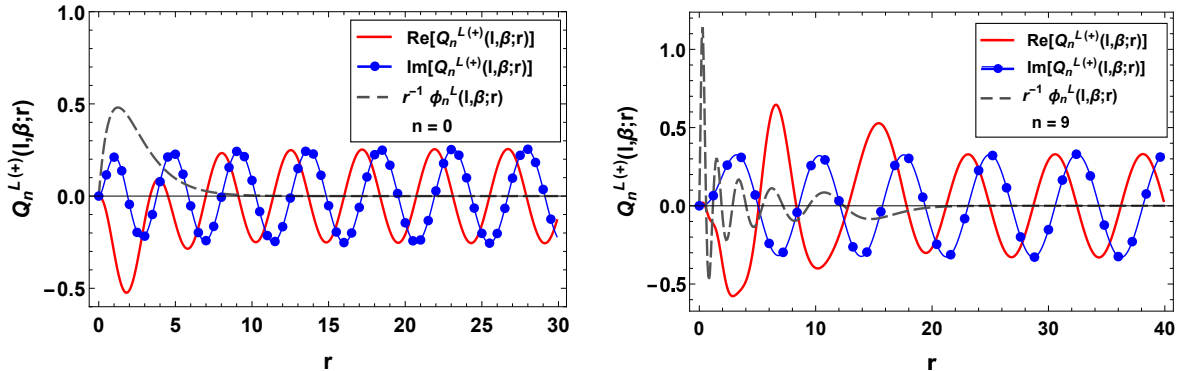 Q_n^{L(+)}(l,β;r)
1.0
0.5
0.0
−0.5
Re[Q_n^{L(+)}(l,β;r)]
Im[Q_n^{L(+)}(l,β;r)]
r^{-1} ϕ_n^L(l,β;r)
n = 0
0 5 10 15 20 25 30
r
Q_n^{L(+)}(l,β;r)
1.0
0.5
0.0
−0.5
Re[Q_n^{L(+)}(l,β;r)]
Im[Q_n^{L(+)}(l,β;r)]
r^{-1} ϕ_n^L(l,β;r)
n = 9
0 10 20 30 40
r